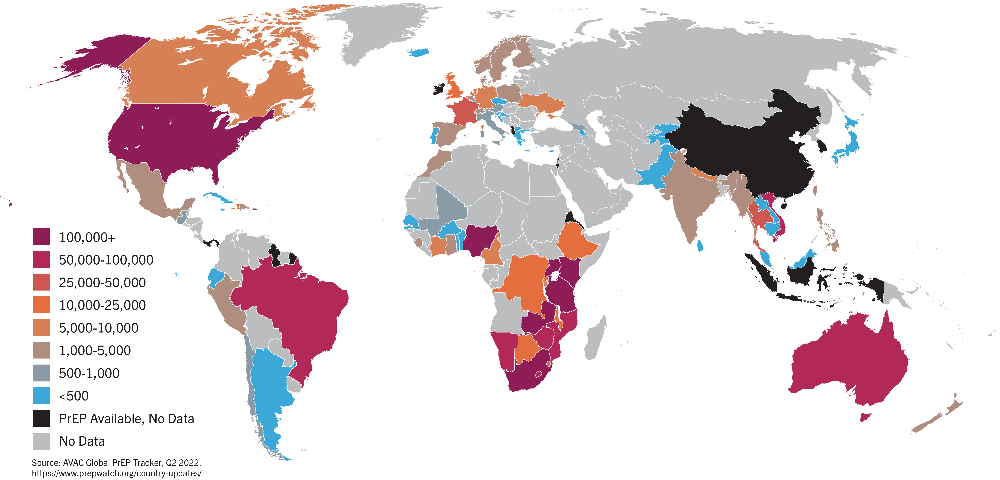 100,000+
50,000-100,000
25,000-50,000
10,000-25,000
5,000-10,000
1,000-5,000
500-1,000
<500
PrEP Available, No Data
No Data
Source: AVAC Global PrEP Tracker, Q2 2022,
https://www.prepwatch.org/country-updates/